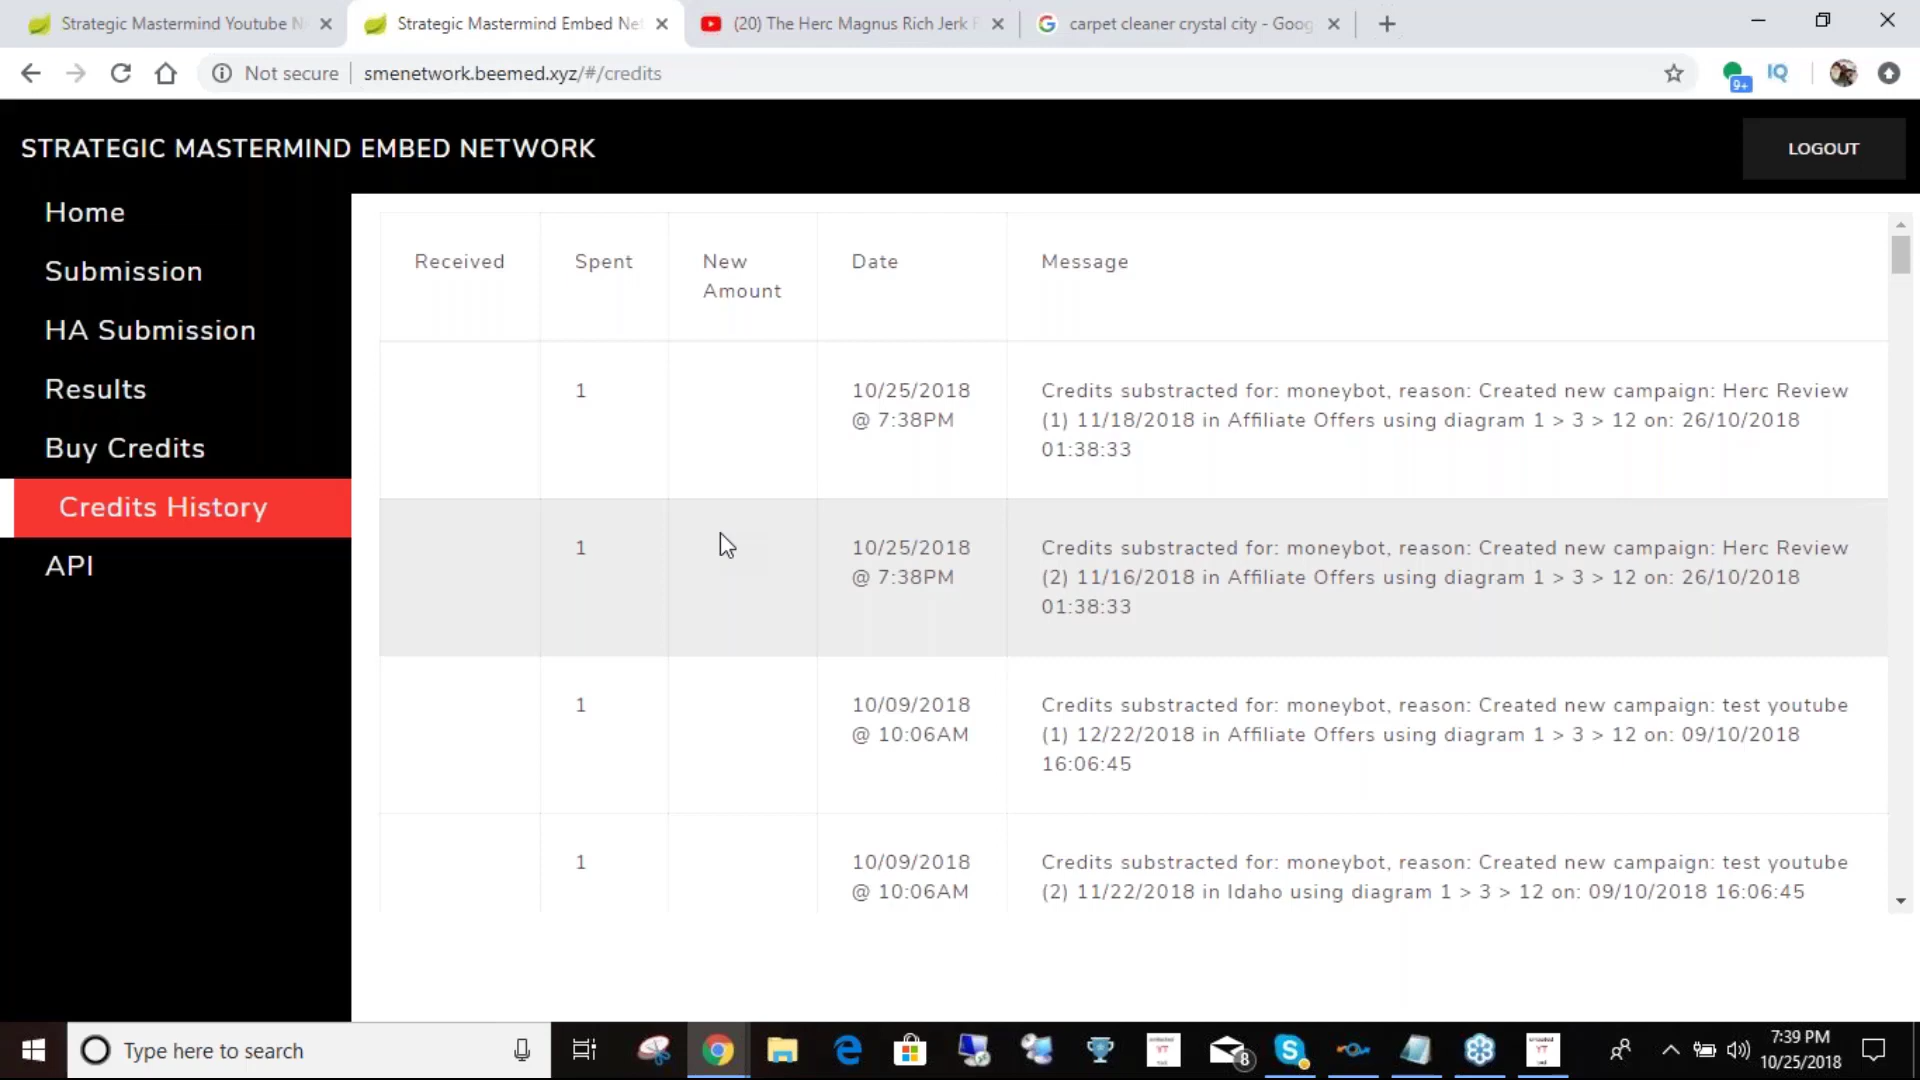 Strategic Mastermind Youtube N
Strategic Mastermind Embed Ne
(20) The Herc Magnus Rich Jerk
carpet cleaner crystal city - Goog
Not secure
smenetwork.beemed.xyz/#/credits
9+
IQ
STRATEGIC MASTERMIND EMBED NETWORK
LOGOUT
Home
Submission
HA Submission
Results
Buy Credits
Credits History
API
Received
Spent
New
Amount
Date
Message
1
10/25/2018
@ 7:38PM
Credits substracted for: moneybot, reason: Created new campaign: Herc Review
(1) 11/18/2018 in Affiliate Offers using diagram 1 > 3 > 12 on: 26/10/2018
01:38:33
1
10/25/2018
@ 7:38PM
Credits substracted for: moneybot, reason: Created new campaign: Herc Review
(2) 11/16/2018 in Affiliate Offers using diagram 1 > 3 > 12 on: 26/10/2018
01:38:33
1
10/09/2018
@ 10:06AM
Credits substracted for: moneybot, reason: Created new campaign: test youtube
(1) 12/22/2018 in Affiliate Offers using diagram 1 > 3 > 12 on: 09/10/2018
16:06:45
1
10/09/2018
@ 10:06AM
Credits substracted for: moneybot, reason: Created new campaign: test youtube
(2) 11/22/2018 in Idaho using diagram 1 > 3 > 12 on: 09/10/2018 16:06:45
Type here to search
YT
8
YT
7:39 PM
10/25/2018